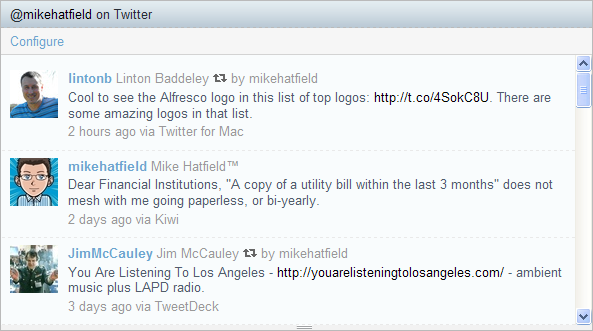 @mikehatfield on Twitter
Configure
lintonb Linton Baddeley by mikehatfield
Cool to see the Alfresco logo in this list of top logos: http://t.co/4SokC8U. There are
some amazing logos in that list.
2 hours ago via Twitter for Mac
mikehatfield Mike Hatfield™
Dear Financial Institutions, "A copy of a utility bill within the last 3 months" does not
mesh with me going paperless, or bi-yearly.
2 days ago via Kiwi
JimMcCauley Jim McCauley by mikehatfield
You Are Listening To Los Angeles - http://youarelisteningtolosangeles.com/ - ambient
music plus LAPD radio.
3 days ago via TweetDeck